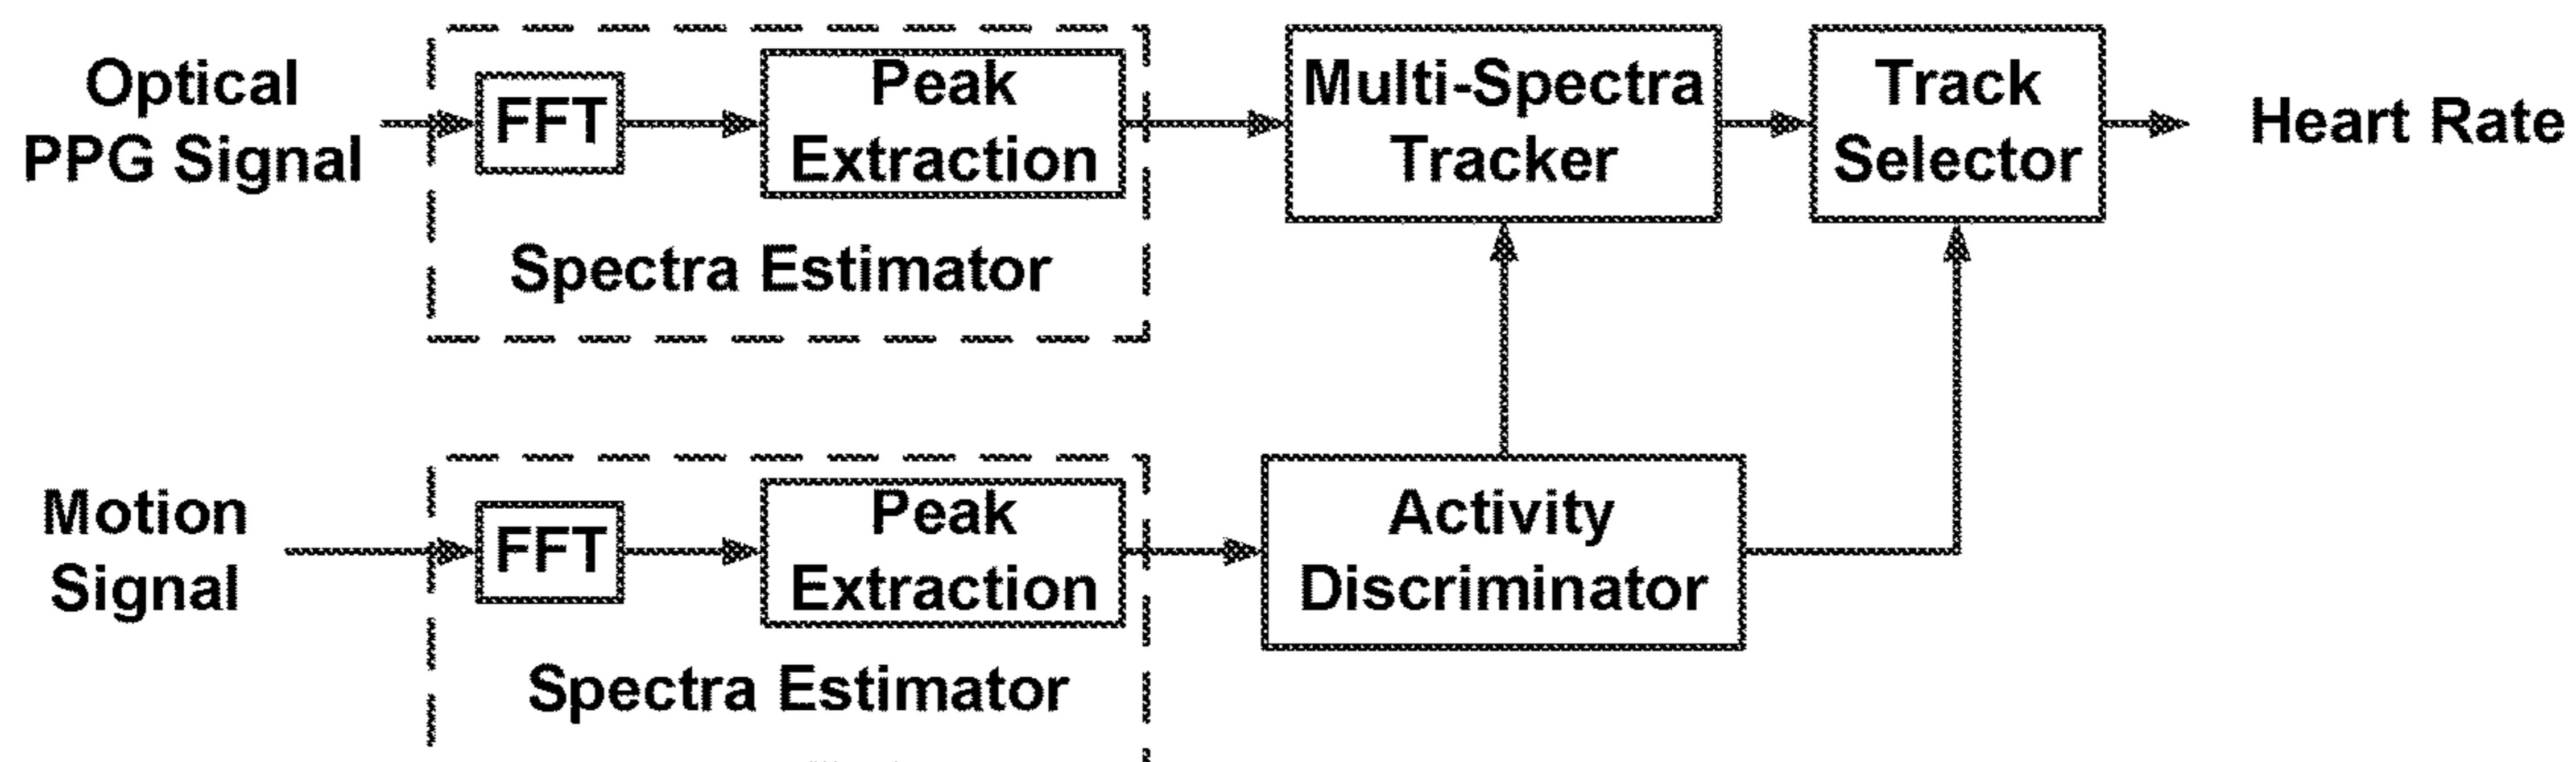 Optical
PPG Signal
FFT
Peak
Extraction
Spectra Estimator
Multi-Spectra
Tracker
Track
Selector
Heart Rate
Motion
Signal
FFT
Peak
Extraction
Spectra Estimator
Activity
Discriminator